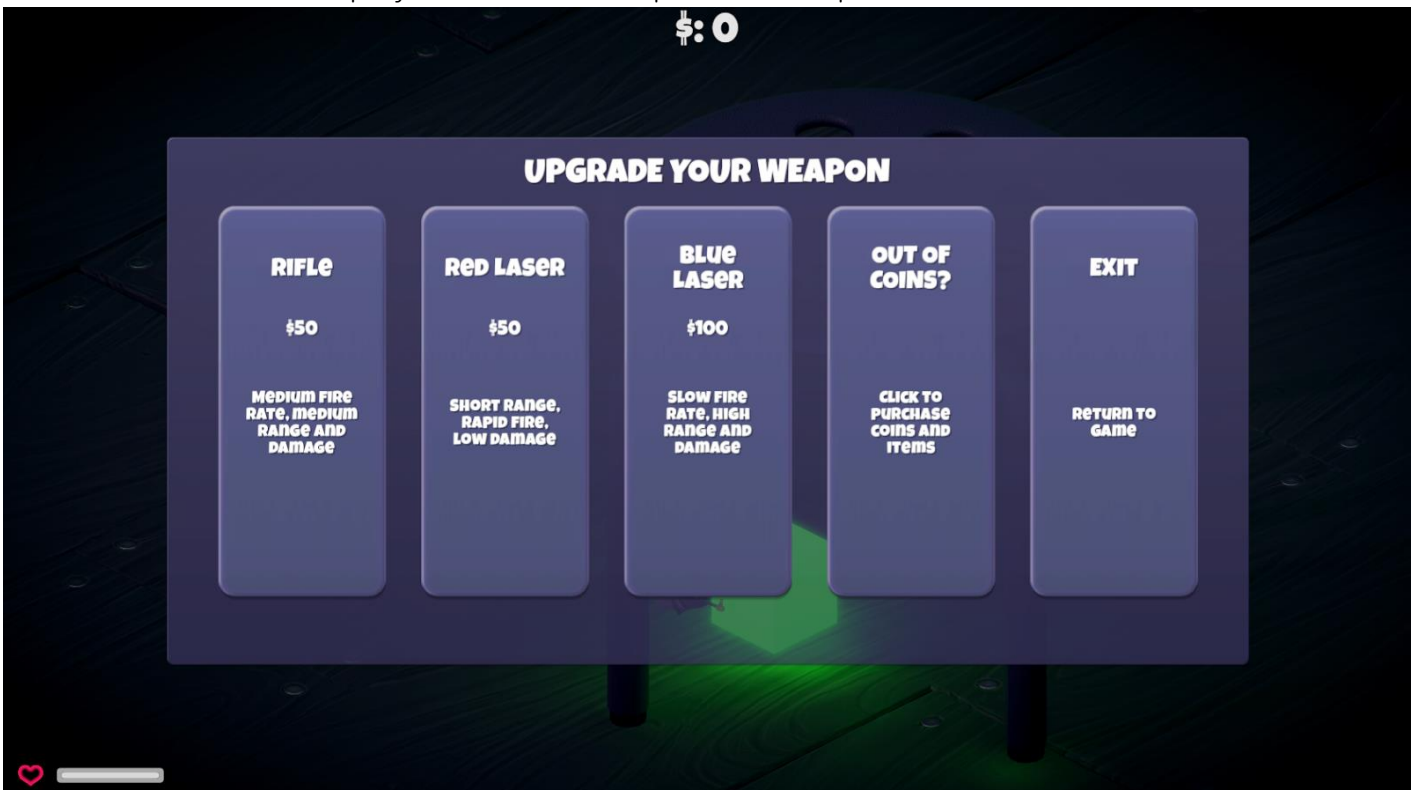 $: 0
UPGRADE YOUR WEAPON
RIFLE
$50
MEDIUM FIRE
RATE, MEDIUM
RANGE AND
DAMAGE
RED LASER
$50
SHORT RANGE,
RAPID FIRE,
LOW DAMAGE
BLUE
LASER
$100
SLOW FIRE
RATE, HIGH
RANGE AND
DAMAGE
OUT OF
COINS?
CLICK TO
PURCHASE
COINS AND
ITEMS
EXIT
RETURN TO
GAME